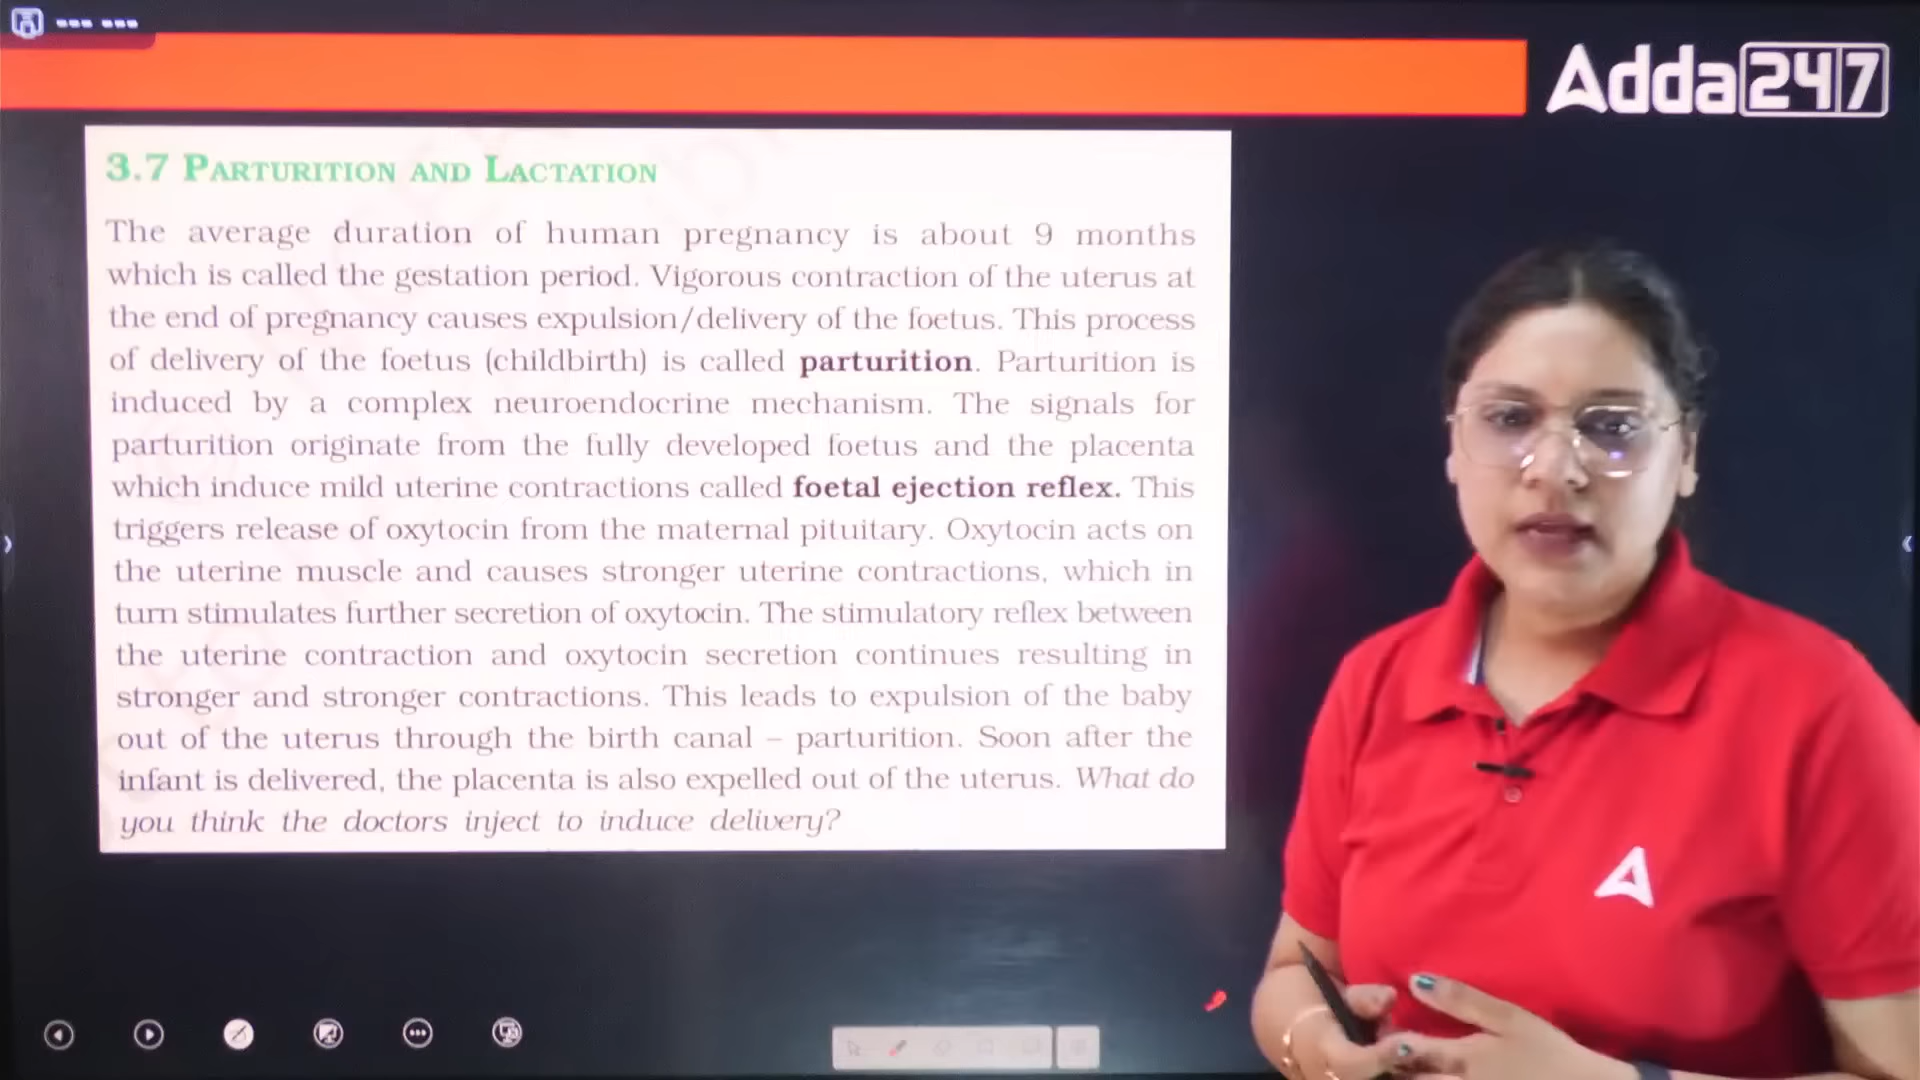 Adda247
3.7 PARTURITION AND LACTATION
The average duration of human pregnancy is about 9 months
which is called the gestation period. Vigorous contraction of the uterus at
the end of pregnancy causes expulsion/delivery of the foetus. This process
of delivery of the foetus (childbirth) is called parturition. Parturition is
induced by a complex neuroendocrine mechanism. The signals for
parturition originate from the fully developed foetus and the placenta
which induce mild uterine contractions called foetal ejection reflex. This
triggers release of oxytocin from the maternal pituitary. Oxytocin acts on
the uterine muscle and causes stronger uterine contractions, which in
turn stimulates further secretion of oxytocin. The stimulatory reflex between
the uterine contraction and oxytocin secretion continues resulting in
stronger and stronger contractions. This leads to expulsion of the baby
out of the uterus through the birth canal – parturition. Soon after the
infant is delivered, the placenta is also expelled out of the uterus. What do
you think the doctors inject to induce delivery?